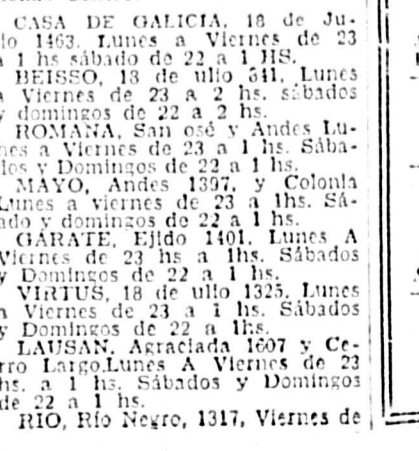 CASA DE GALICIA, 18 de Ju-
lio 1463. Lunes a Viernes de 23
a 1 hs sábado de 22 a 1 HS.
BEISSO, 18 de ulio 841, Lunes
a Viernes de 23 a 2 hs. sábados
y domingos de 22 a 2 hs.
ROMANA, San osé y Andes Lu-
nes a Viernes de 23 a 1 hs. Sába-
dos y Domingos de 22 a 1 hs.
MAYO, Andes 1397, y Colonia
Lunes a viernes de 23 a 1hs. Sá-
ado y domingos de 22 a 1 hs.
GARATE, Ejido 1401. Lunes A
Viernes de 23 hs a 1hs. Sábados
y Domingos de 22 a 1 hs.
VIRTUS, 18 de ulio 1325, Lunes
a Viernes de 23 a 1 hs. Sábados
y Domingos de 22 a 1hs.
LAUSAN, Agraciada 1607 y Ce-
rro Largo.Lunes A Viernes de 23
hs. a 1 hs. Sábados y Domingos
de 22 a 1 hs.
RIO, Río Negro, 1317, Viernes de